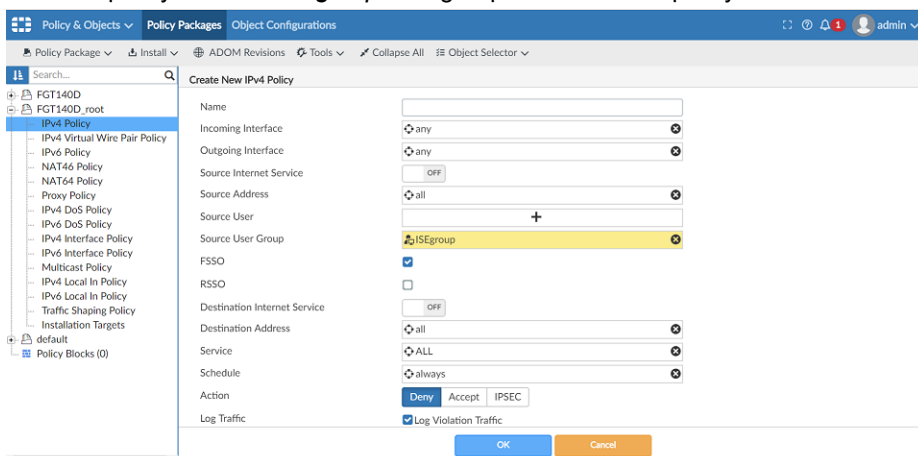 Policy & Objects Policy Packages Object Configurations 1 admin
Policy Package Install ADOM Revisions Tools Collapse All Object Selector
Search...
Create New IPv4 Policy
FGT140D
FGT140D_root
IPv4 Policy
IPv4 Virtual Wire Pair Policy
IPv6 Policy
NAT46 Policy
NAT64 Policy
Proxy Policy
IPv4 DoS Policy
IPv6 DoS Policy
IPv4 Interface Policy
IPv6 Interface Policy
Multicast Policy
IPv4 Local In Policy
IPv6 Local In Policy
Traffic Shaping Policy
Installation Targets
default
Policy Blocks (0)
Name
Incoming Interface any
Outgoing Interface any
Source Internet Service OFF
Source Address all
Source User
Source User Group ISEgroup
FSSO
RSSO
Destination Internet Service OFF
Destination Address all
Service ALL
Schedule always
Action Deny Accept IPSEC
Log Traffic Log Violation Traffic
OK Cancel